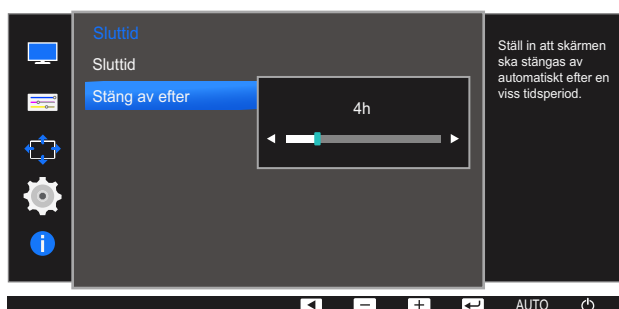 Sluttid
Sluttid
Stäng av efter
4h
Ställ in att skärmen
ska stängas av
automatiskt efter en
viss tidsperiod.
AUTO